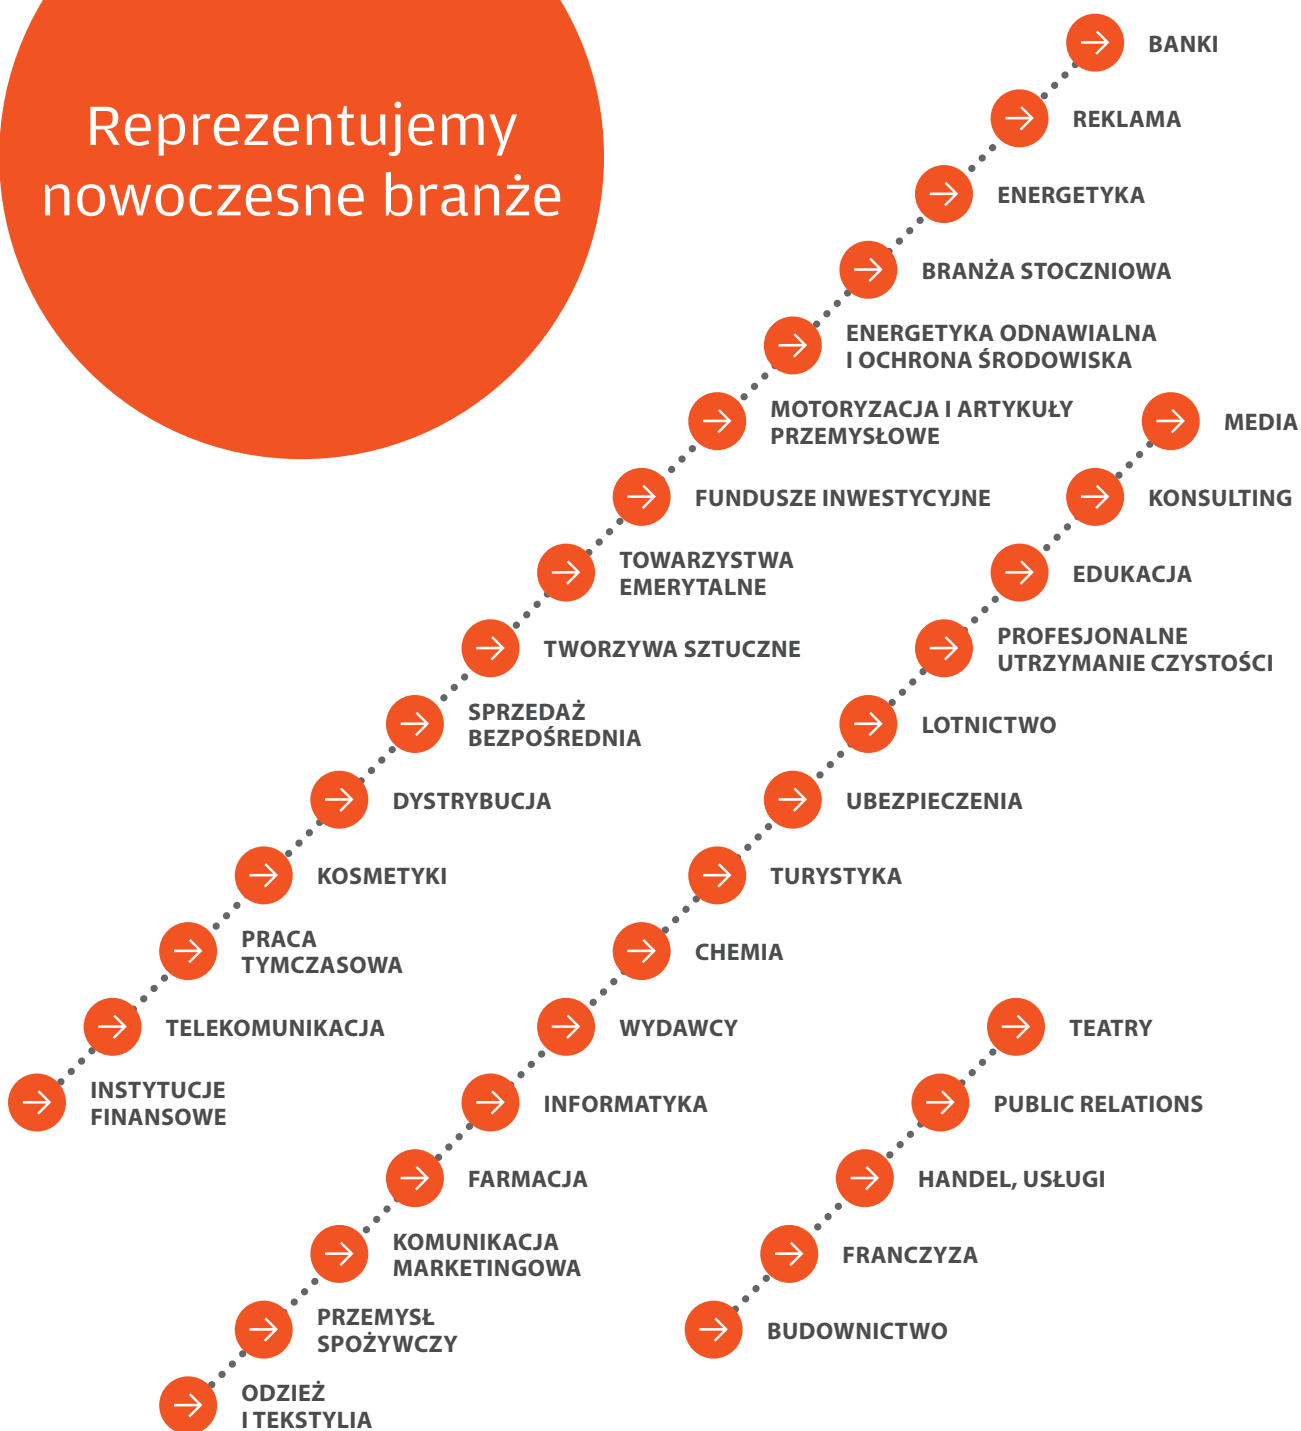 Reprezentujemy
nowoczesne branże
BANKI
REKLAMA
ENERGETYKA
BRANŻA STOCZNIOWA
ENERGETYKA ODNAWIALNA
I OCHRONA ŚRODOWISKA
MOTORYZACJA I ARTYKUŁY
PRZEMYSŁOWE
FUNDUSZE INWESTYCYJNE
TOWARZYSTWA
EMERYTALNE
TWORZYWA SZTUCZNE
SPRZEDAŻ
BEZPOŚREDNIA
DYSTRYBUCJA
KOSMETYKI
PRACA
TYMCZASOWA
TELEKOMUNIKACJA
INSTYTUCJE
FINANSOWE
MEDIA
KONSULTING
EDUKACJA
PROFESJONALNE
UTRZYMANIE CZYSTOŚCI
LOTNICTWO
UBEZPIECZENIA
TURYSTYKA
CHEMIA
WYDAWCY
INFORMATYKA
FARMACJA
KOMUNIKACJA
MARKETINGOWA
PRZEMYSŁ
SPOŻYWCZY
ODZIEŻ
I TEKSTYLIA
TEATRY
PUBLIC RELATIONS
HANDEL, USŁUGI
FRANCZYZA
BUDOWNICTWO